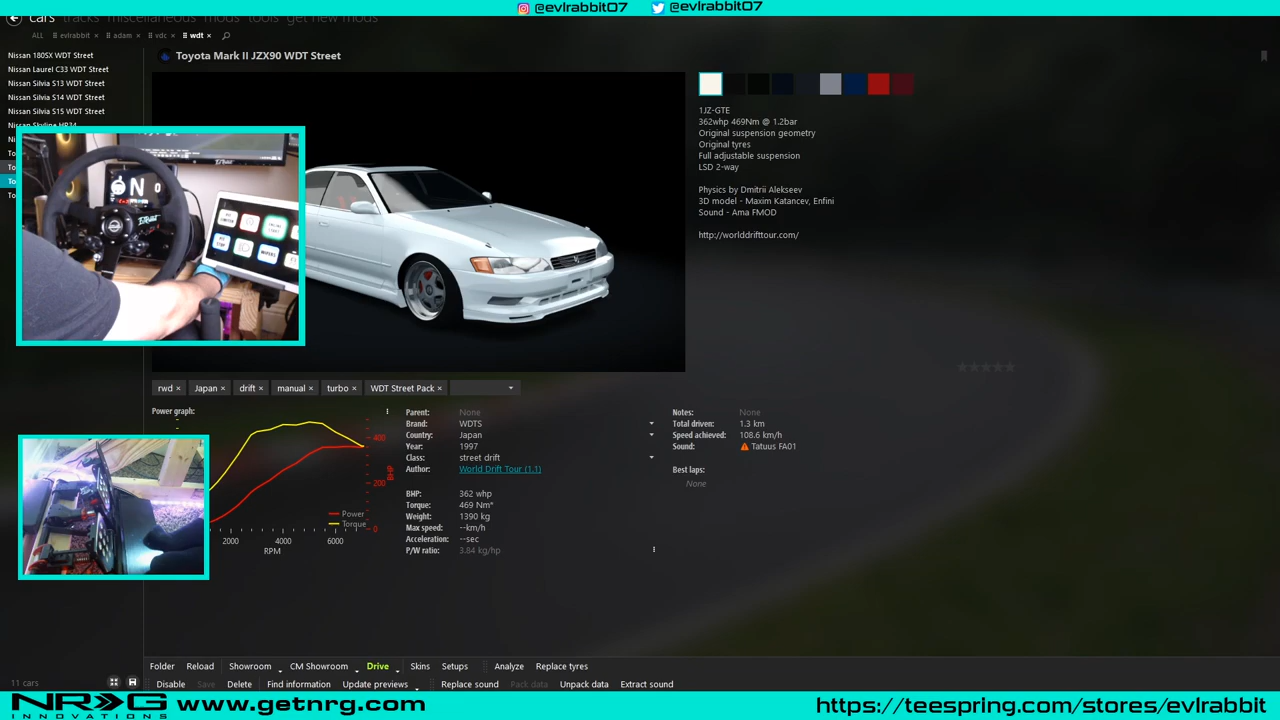 @evlrabbit07
@evlrabbit07
cars tracks miscellaneous mods tools get new mods
ALL evlrabbit × adam × vdc × wdt ×
Nissan 180SX WDT Street
Nissan Laurel C33 WDT Street
Nissan Silvia S13 WDT Street
Nissan Silvia S14 WDT Street
Nissan Silvia S15 WDT Street
Nissan Skyline HR34
Toyota Mark II JZX90 WDT Street
1JZ-GTE
362whp 469Nm @ 1.2bar
Original suspension geometry
Original tyres
Full adjustable suspension
LSD 2-way
Physics by Dmitrii Alekseev
3D model - Maxim Katancev, Enfini
Sound - Ama FMOD
http://worlddrifttour.com/
N 0
rwd × Japan × drift × manual × turbo × WDT Street Pack ×
Power graph:
400
200
0
Power
Torque
2000 4000 6000
RPM
Parent: None
Brand: WDTS
Country: Japan
Year: 1997
Class: street drift
Author: World Drift Tour (1.1)
BHP: 362 whp
Torque: 469 Nm*
Weight: 1390 kg
Max speed: --km/h
Acceleration: --sec
P/W ratio: 3.84 kg/hp
Notes: None
Total driven: 1.3 km
Speed achieved: 108.6 km/h
Sound: Tatuus FA01
Best laps:
None
11 cars
Folder Reload Showroom CM Showroom Drive Skins Setups Analyze Replace tyres
Disable Save Delete Find information Update previews Replace sound Pack data Unpack data Extract sound
NRG INNOVATIONS www.getnrg.com
https://teespring.com/stores/evlrabbit